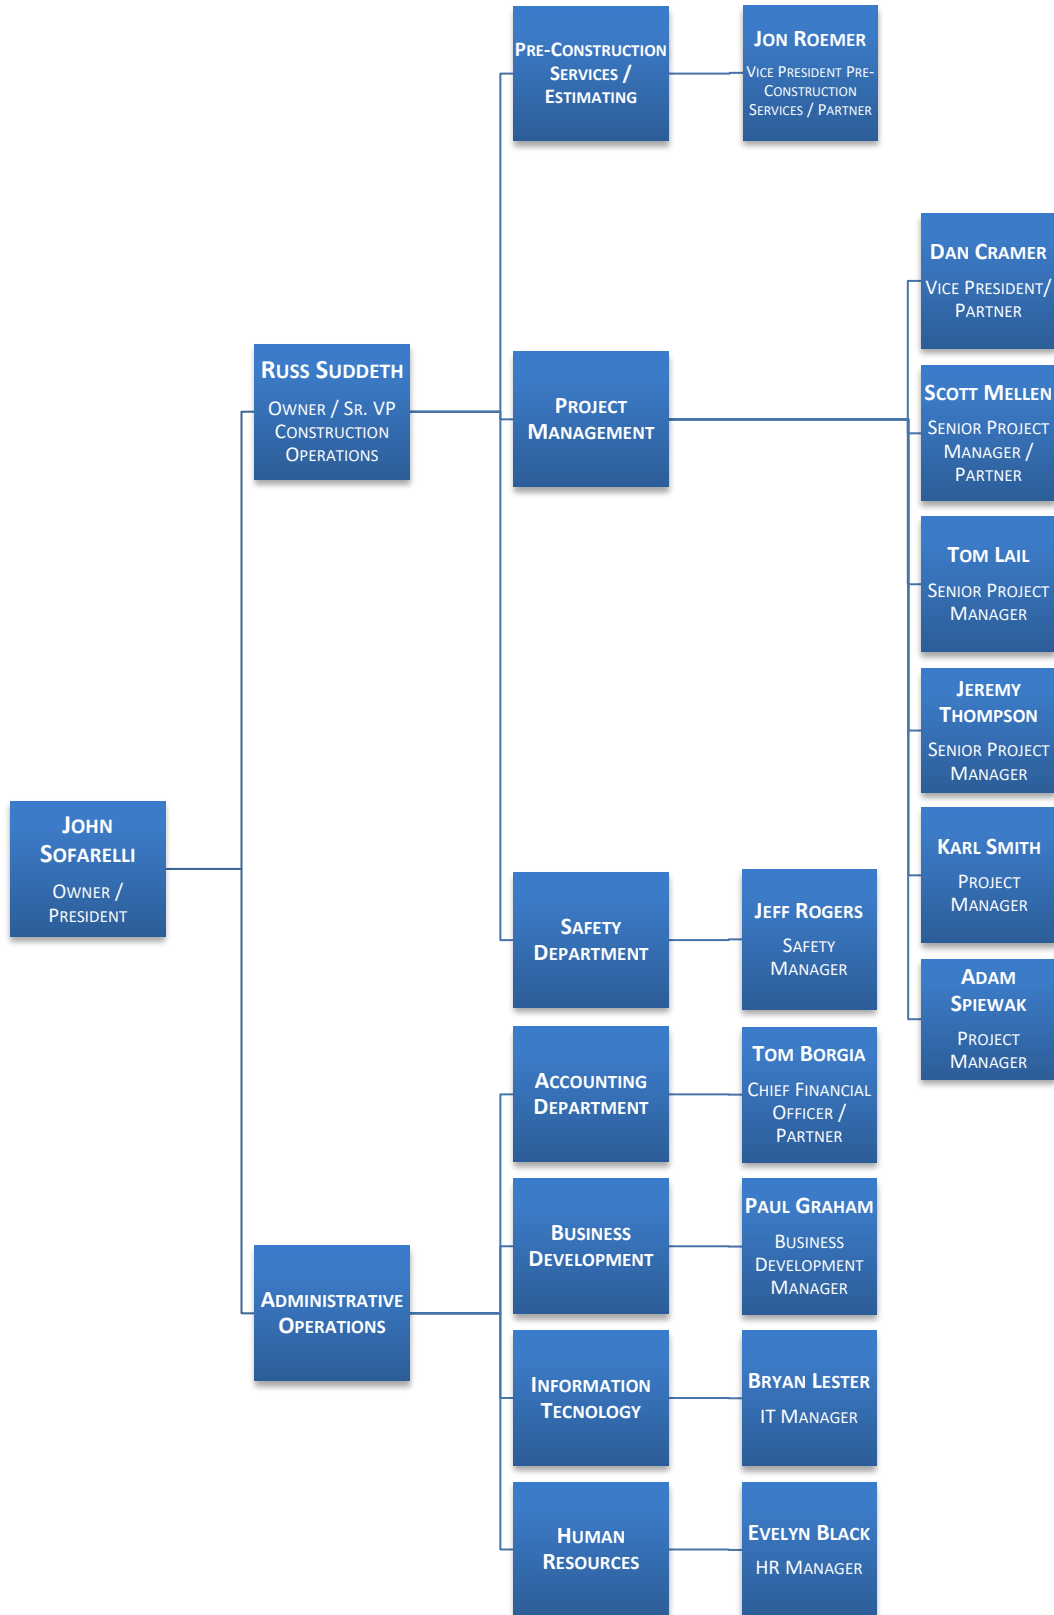 PRE-CONSTRUCTION
SERVICES /
ESTIMATING
JON ROEMER
VICE PRESIDENT PRE-
CONSTRUCTION
SERVICES / PARTNER
DAN CRAMER
VICE PRESIDENT/
PARTNER
RUSS SUDDETH
OWNER / SR. VP
CONSTRUCTION
OPERATIONS
PROJECT
MANAGEMENT
SCOTT MELLEN
SENIOR PROJECT
MANAGER /
PARTNER
TOM LAIL
SENIOR PROJECT
MANAGER
JEREMY
THOMPSON
SENIOR PROJECT
MANAGER
JOHN
SOFARELLI
OWNER /
PRESIDENT
KARL SMITH
PROJECT
MANAGER
SAFETY
DEPARTMENT
JEFF ROGERS
SAFETY
MANAGER
ADAM
SPIEWAK
PROJECT
MANAGER
ACCOUNTING
DEPARTMENT
TOM BORGIA
CHIEF FINANCIAL
OFFICER /
PARTNER
BUSINESS
DEVELOPMENT
PAUL GRAHAM
BUSINESS
DEVELOPMENT
MANAGER
ADMINISTRATIVE
OPERATIONS
INFORMATION
TECNOLOGY
BRYAN LESTER
IT MANAGER
HUMAN
RESOURCES
EVELYN BLACK
HR MANAGER